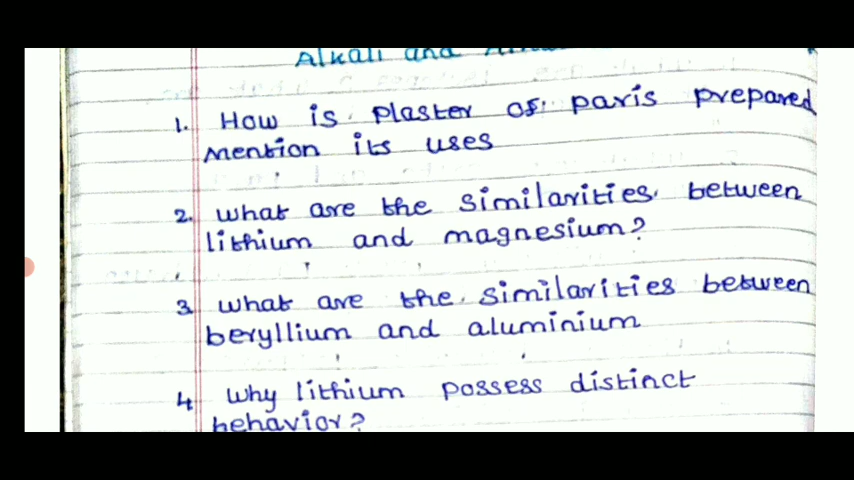 Alkali and
1. How is plaster of paris prepared
mention its uses
2. what are the similarities between
lithium and magnesium?
3 what are the similarities between
beryllium and aluminium
4 why lithium possess distinct
behavior?